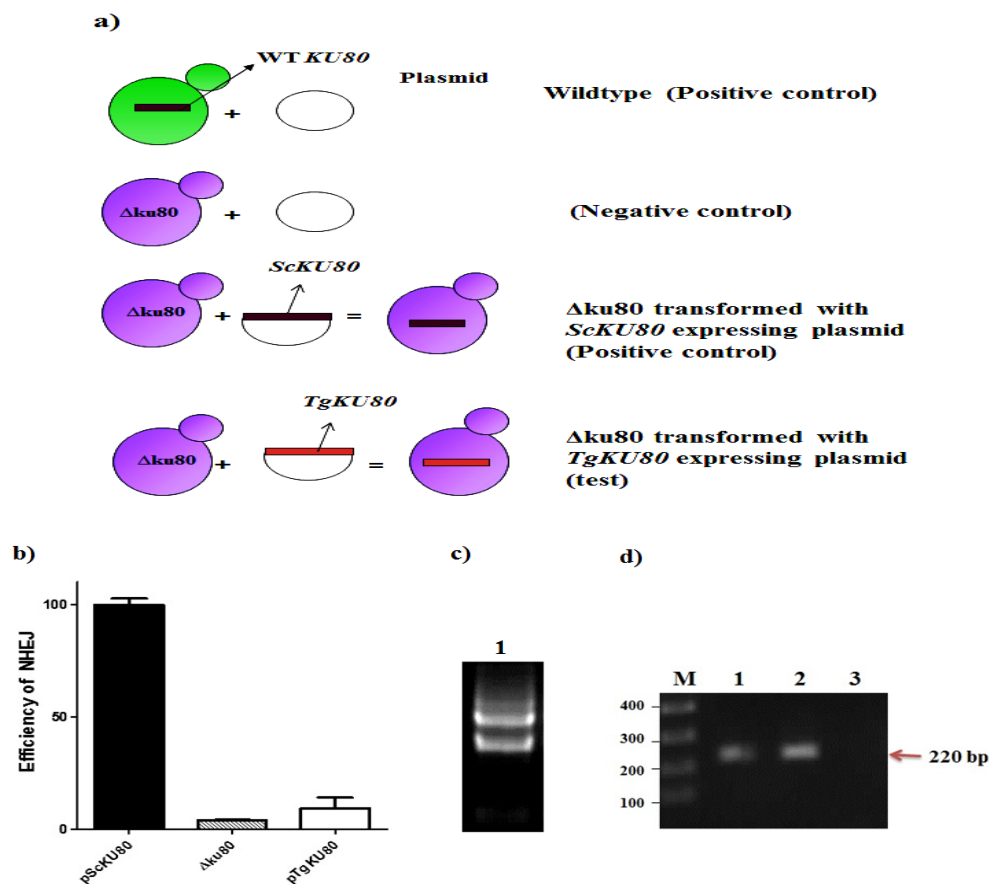 a)
WT KU80
Plasmid
+
Wildtype (Positive control)
Δku80
+
(Negative control)
ScKU80
Δku80
+
=
Δku80 transformed with
ScKU80 expressing plasmid
(Positive control)
TgKU80
Δku80
+
=
Δku80 transformed with
TgKU80 expressing plasmid
(test)
b)
Efficiency of NHEJ
100
50
0
pScKU80
Δku80
pTgKU80
c)
1
d)
M 1 2 3
400
300
200
100
220 bp